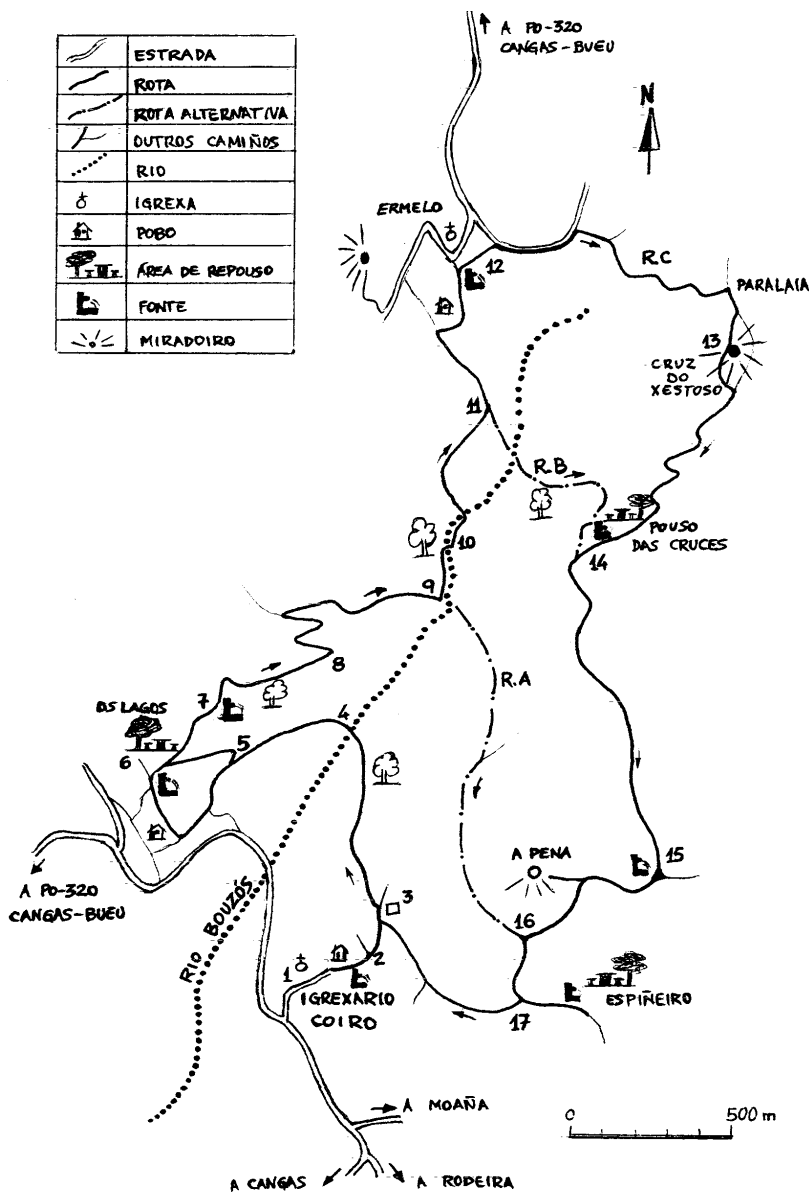 ESTRADA
ROTA
ROTA ALTERNATIVA
OUTROS CAMIÑOS
RIO
IGREXA
POBO
ÁREA DE REPOUSO
FONTE
MIRADOIRO
A PO-320
CANGAS-BUEU
N
ERMELO
12
R.C
PARALAIA
13
CRUZ
DO
XESTOSO
11
R.B
POUSO
DAS CRUCES
14
10
9
8
R.A
7
OS LAGOS
6
5
4
A PENA
15
A PO-320
CANGAS-BUEU
RIO BOUZÓS
3
16
2
1
IGREXARIO
COIRO
ESPIÑEIRO
17
0 500 m
A MOAÑA
A CANGAS
A RODEIRA